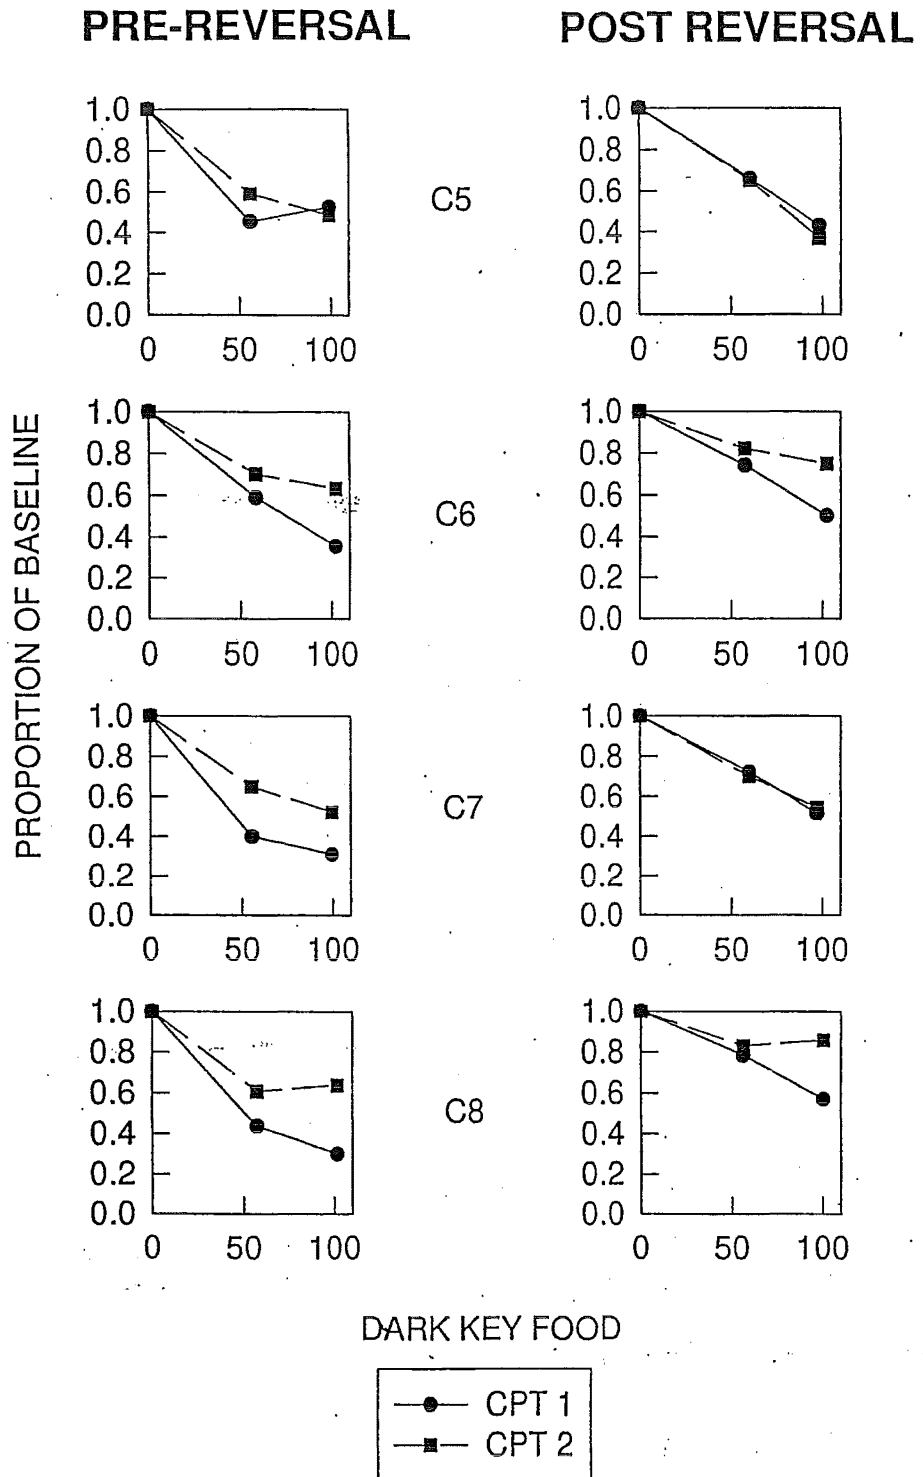 PRE-REVERSAL POST REVERSAL
1.0 1.0
0.8 0.8
0.6 0.6
C5
0.4 0.4
0.2 0.2
0.0 0.0
0 50 100 0 50 100
PROPORTION OF BASELINE
1.0 1.0
0.8 0.8
0.6 0.6
C6
0.4 0.4
0.2 0.2
0.0 0.0
0 50 100 0 50 100
1.0 1.0
0.8 0.8
0.6 0.6
C7
0.4 0.4
0.2 0.2
0.0 0.0
0 50 100 0 50 100
1.0 1.0
0.8 0.8
0.6 0.6
C8
0.4 0.4
0.2 0.2
0.0 0.0
0 50 100 0 50 100
DARK KEY FOOD
CPT 1
CPT 2